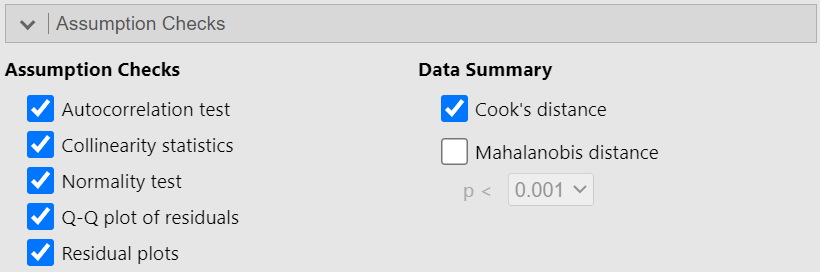 Assumption Checks
Assumption Checks
Autocorrelation test
Collinearity statistics
Normality test
Q-Q plot of residuals
Residual plots
Data Summary
Cook's distance
Mahalanobis distance
p < 0.001